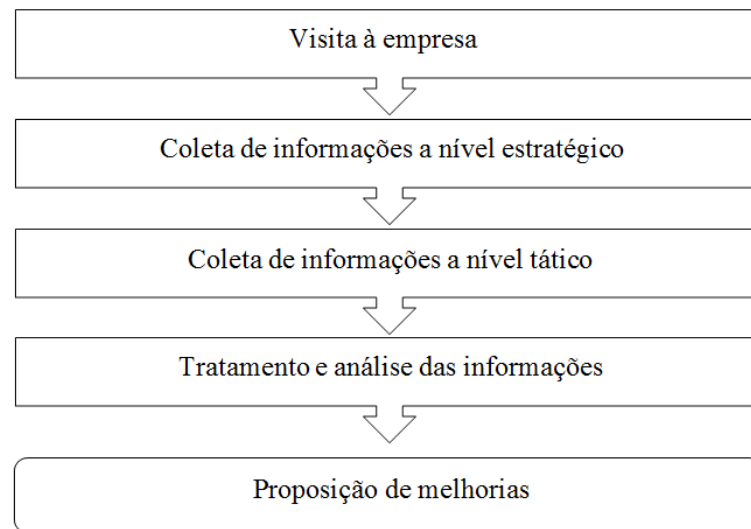 Visita à empresa
Coleta de informações a nível estratégico
Coleta de informações a nível tático
Tratamento e análise das informações
Proposição de melhorias